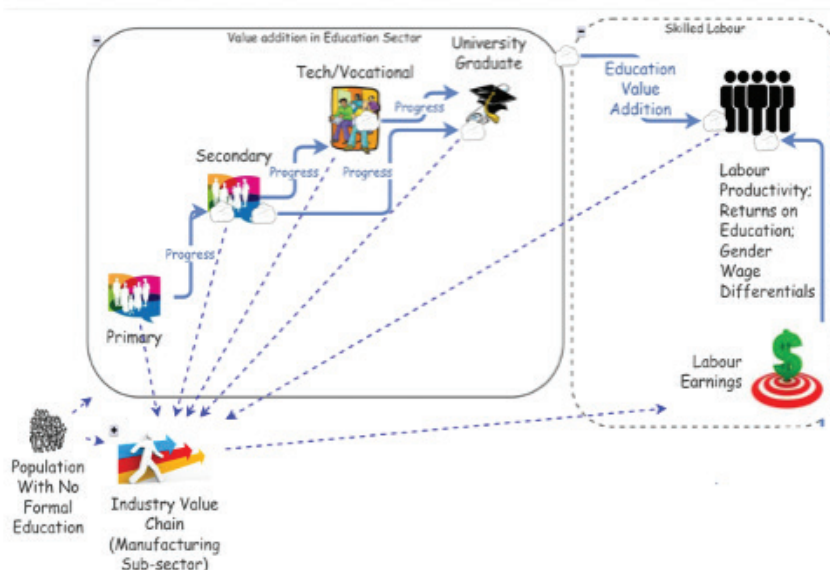 Value addition in Education Sector
Skilled Labour
University
Graduate
Tech/Vocational
Progress
Education
Value
Addition
Secondary
Progress
Progress
Labour
Productivity;
Returns on
Education;
Gender
Wage
Differentials
Progress
Primary
$
Labour
Earnings
Population
With No
Formal
Education
Industry Value
Chain
(Manufacturing
Sub-sector)